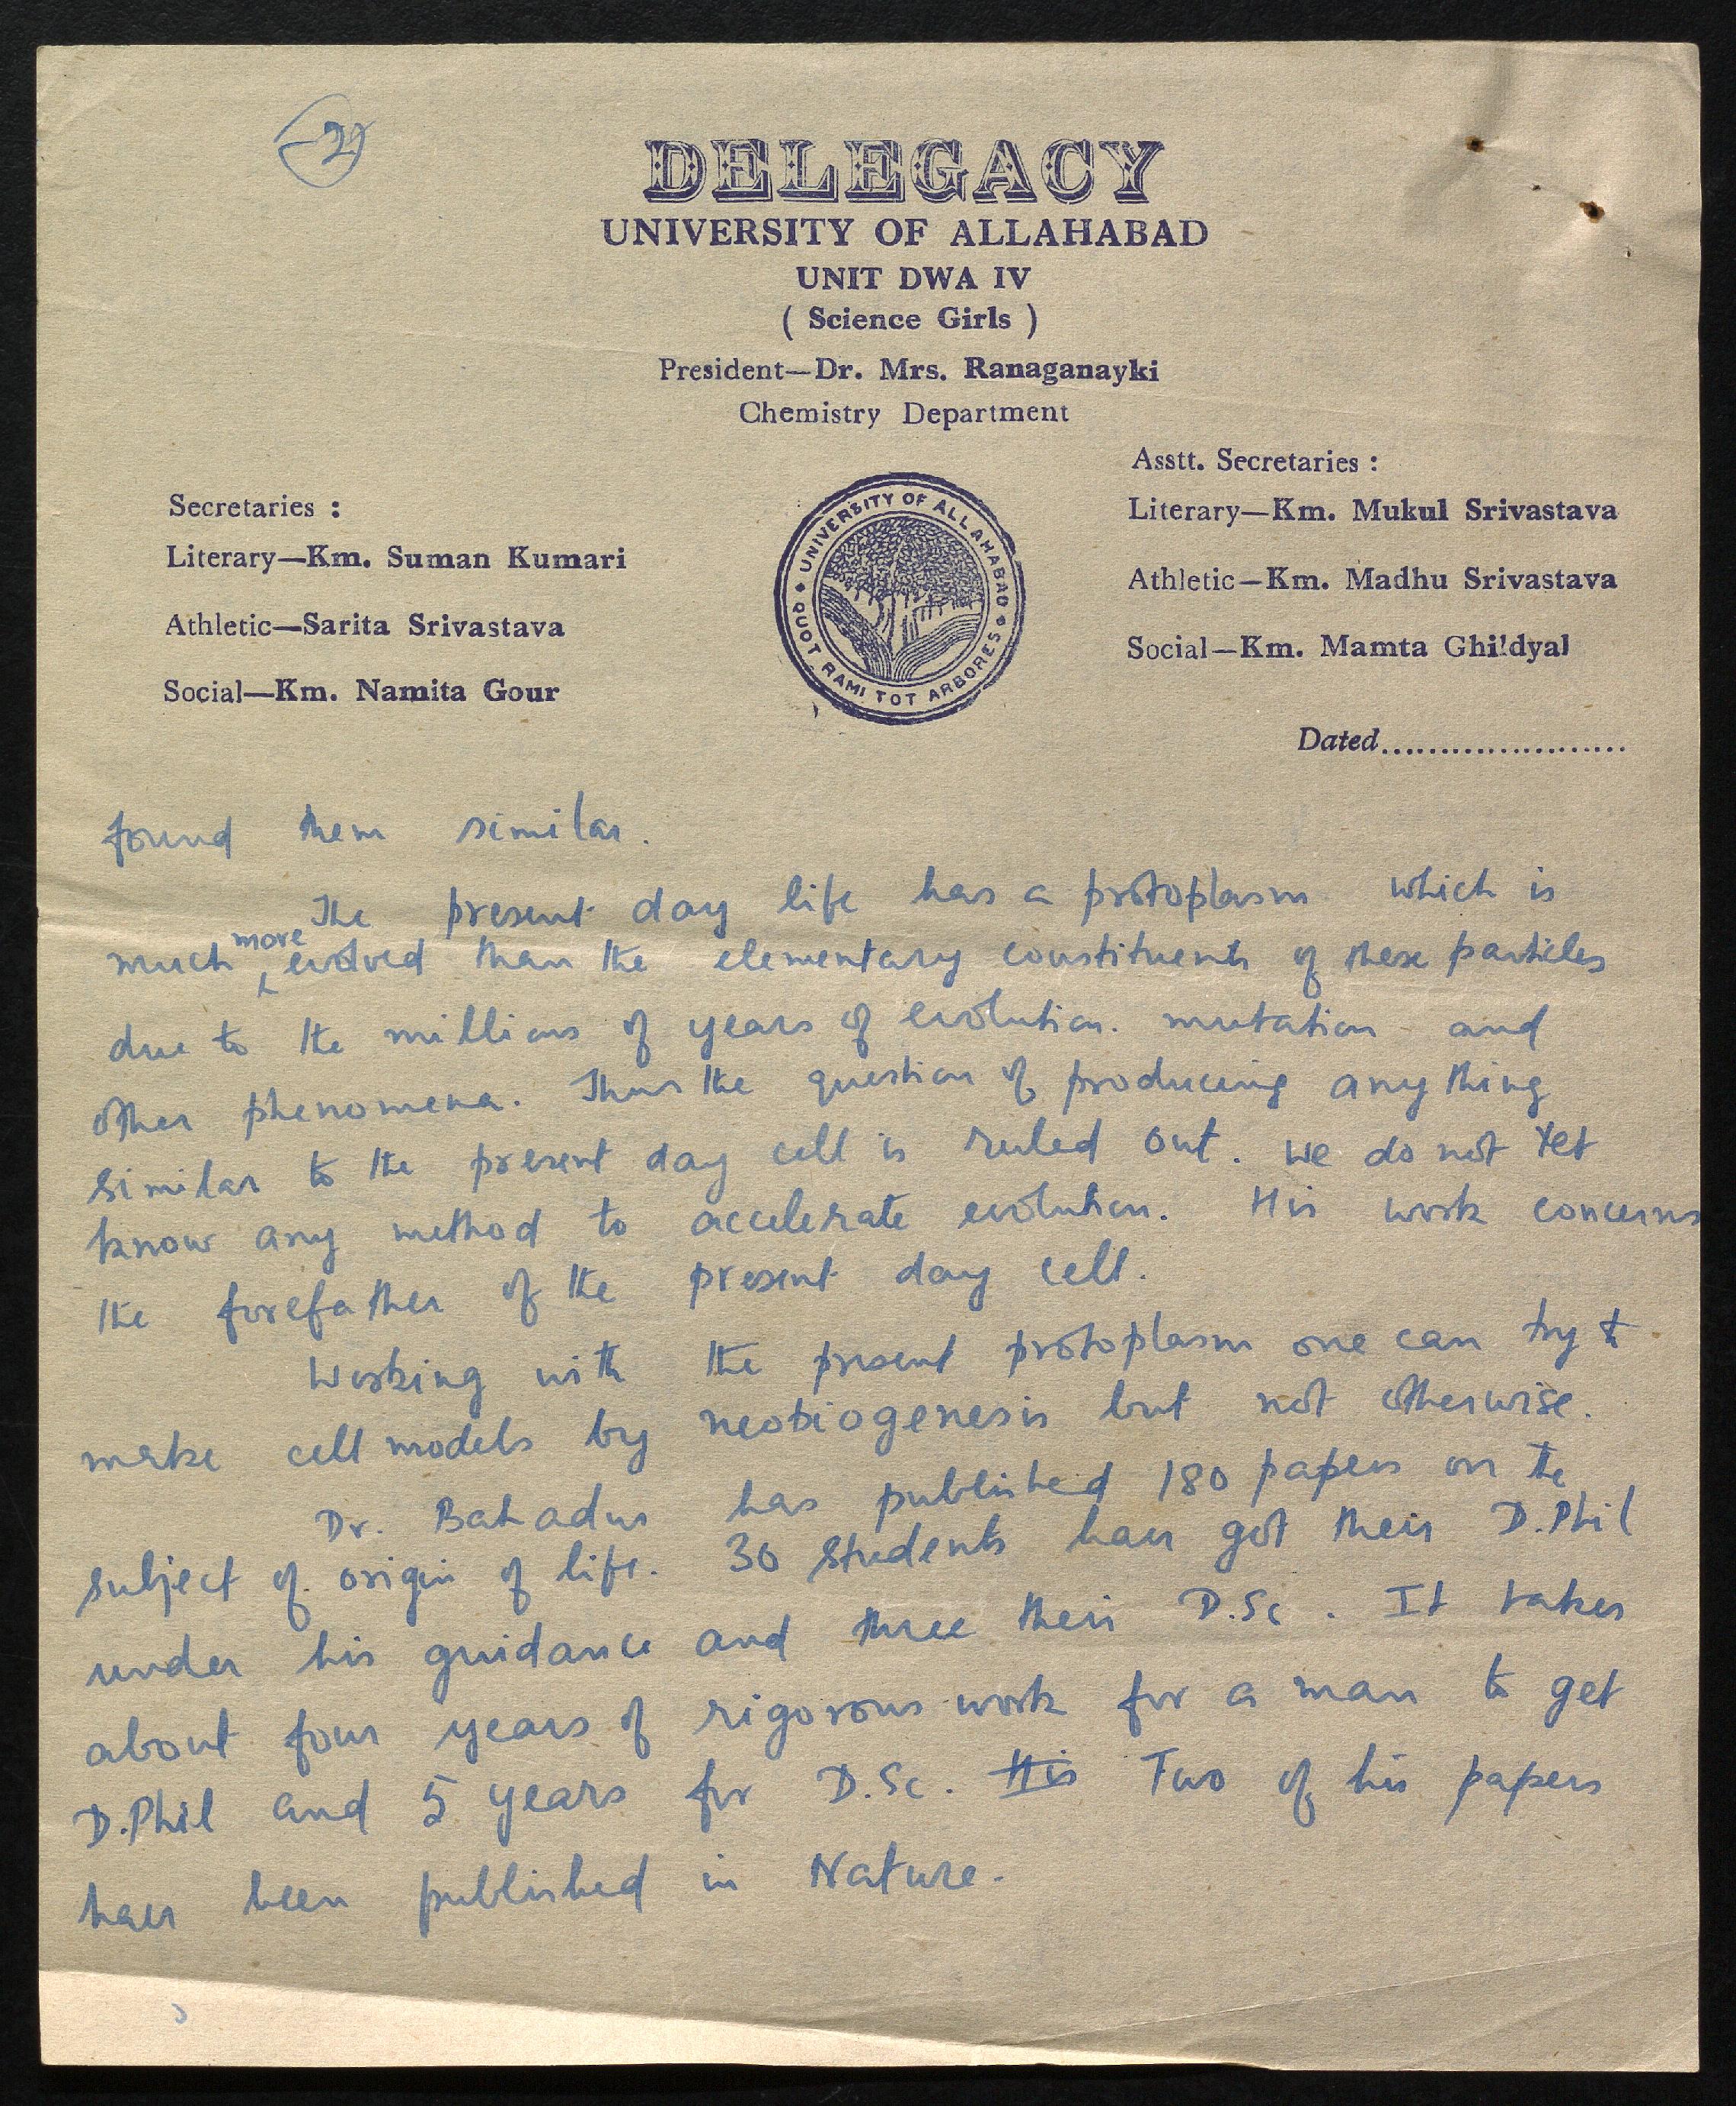 29
DELEGACY
UNIVERSITY OF ALLAHABAD
UNIT DWA IV
( Science Girls )
President—Dr. Mrs. Ranaganayki
Chemistry Department
Secretaries :
Literary—Km. Suman Kumari
Athletic—Sarita Srivastava
Social—Km. Namita Gour
UNIVERSITY OF ALLAHABAD
QUOT RAMI TOT ARBORES
Asstt. Secretaries :
Literary—Km. Mukul Srivastava
Athletic—Km. Madhu Srivastava
Social—Km. Mamta Ghildyal
Dated......................
found them similar.
The present day life has a protoplasm which is
much more evolved than the elementary constituents of these particles
due to the millions of years of evolution. mutation and
other phenomena. Thus the question of producing any thing
similar to the present day cell is ruled out. We do not Yet
know any method to accelerate evolution. His work concerns
the forefather of the present day cell.
Working with the present protoplasm one can try to
make cell models by neobiogenesis but not otherwise.
Dr. Bahadur has published 180 papers on the
subject of origin of life. 30 students have got their D.Phil
under his guidance and three their D.Sc. It takes
about four years of rigorous work for a man to get
D.Phil and 5 years for D.Sc. His Two of his papers
have been published in Nature.